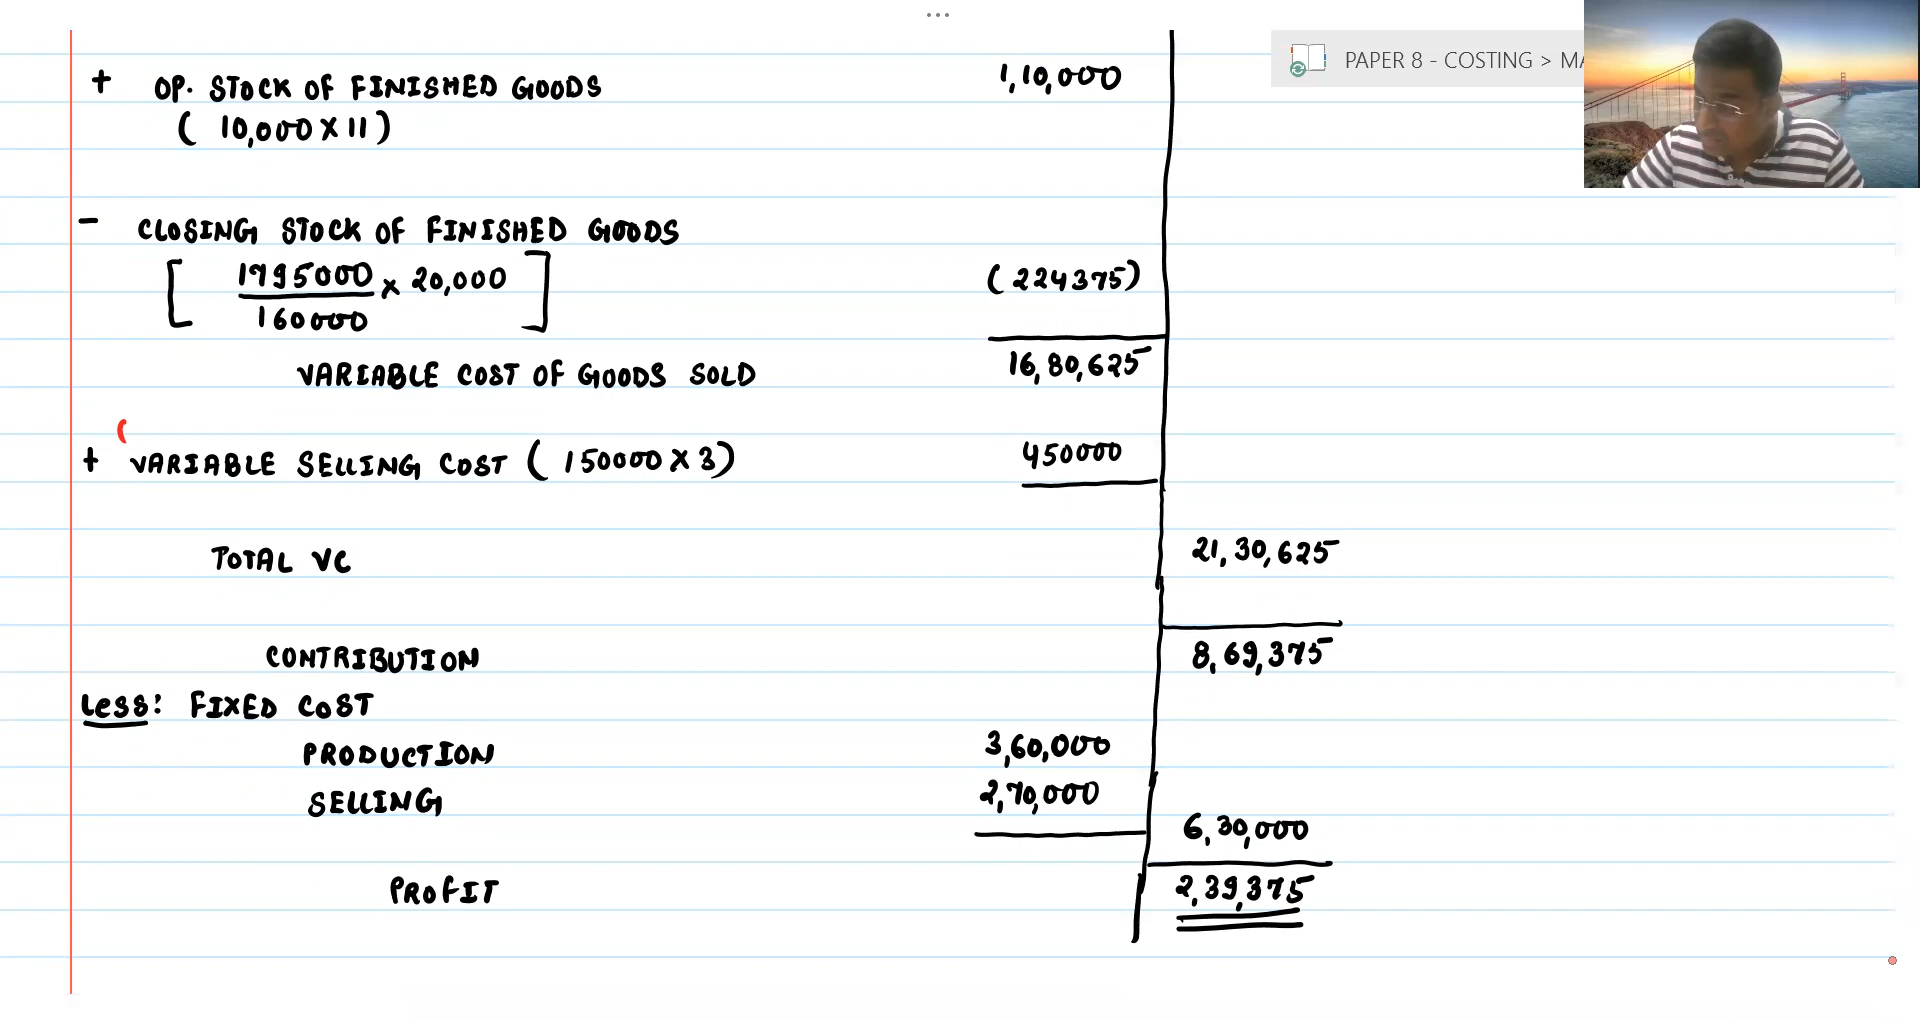 ...
PAPER 8 - COSTING > MA
+ OP. STOCK OF FINISHED GOODS 1,10,000
( 10,000 X 11 )
- CLOSING STOCK OF FINISHED GOODS
[ 1795000 / 160000 x 20,000 ] (224375)
VARIABLE COST OF GOODS SOLD 16,80,625
(
+ VARIABLE SELLING COST ( 150000 X 3 ) 450000
TOTAL VC 21,30,625
CONTRIBUTION 8,69,375
Less: FIXED COST
PRODUCTION 3,60,000
SELLING 2,70,000
6,30,000
PROFIT 2,39,375